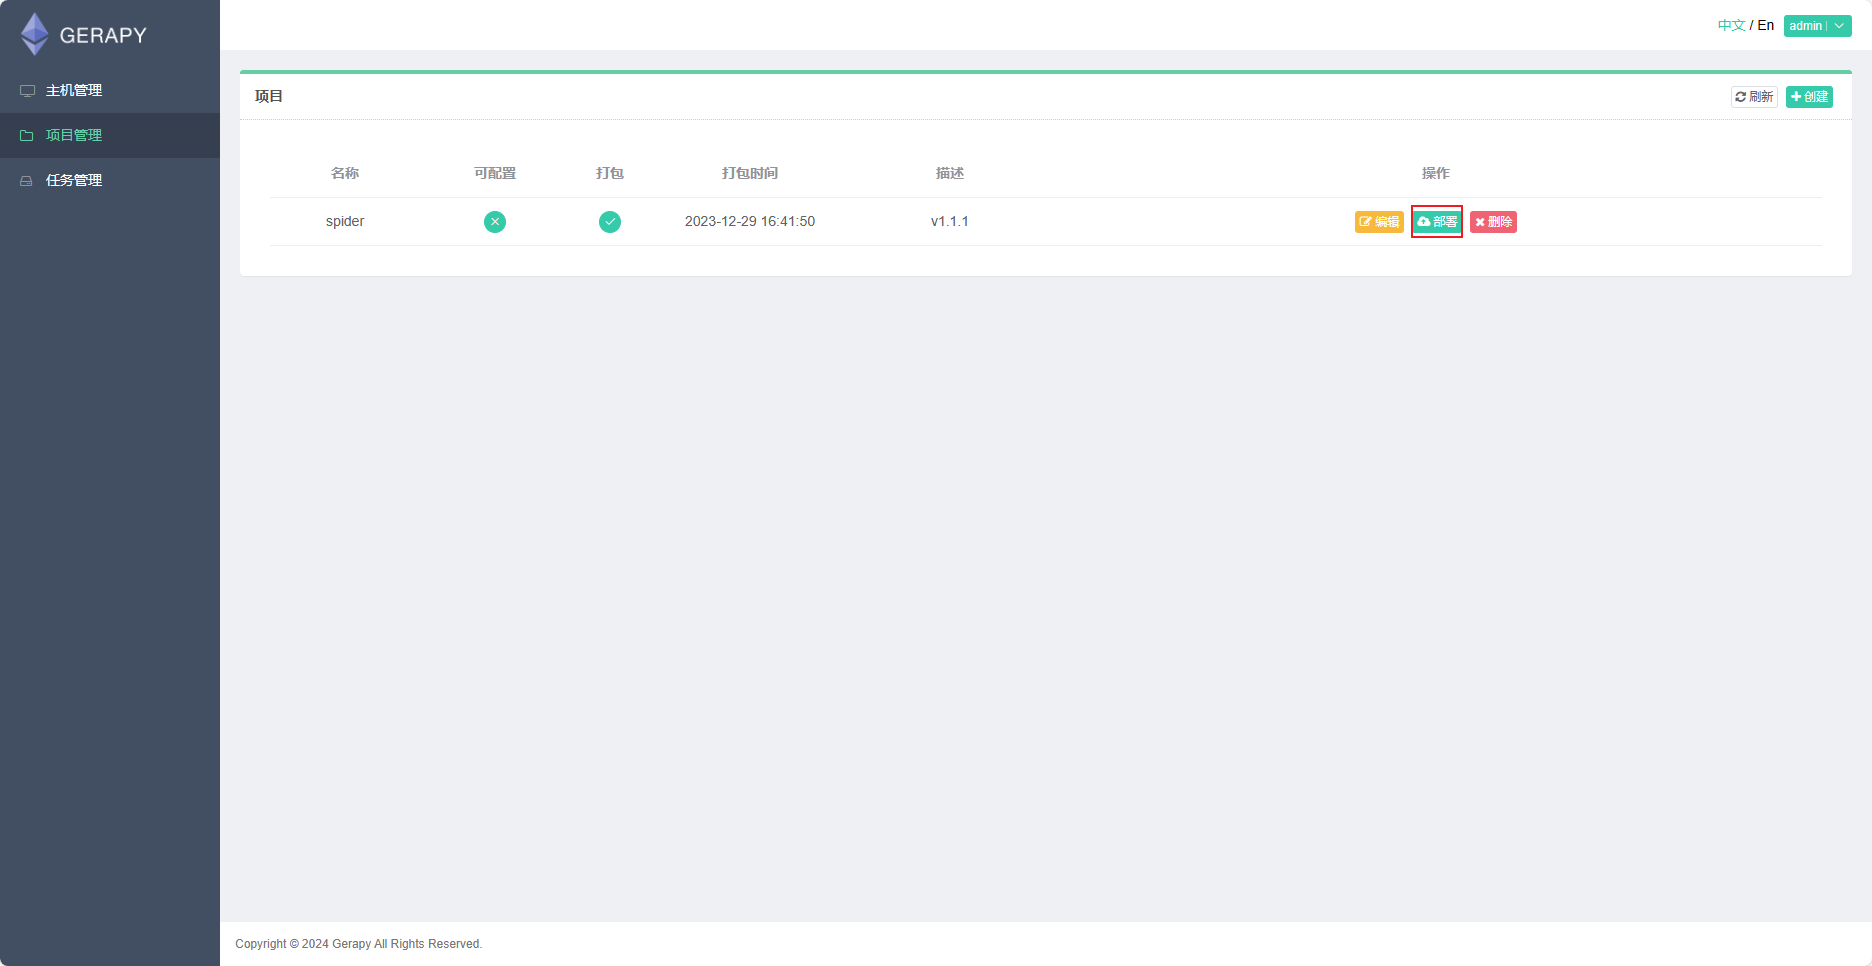 GERAPY
中文 / En admin
主机管理
项目管理
任务管理
项目 刷新 创建
名称 可配置 打包 打包时间 描述 操作
spider 2023-12-29 16:41:50 v1.1.1 编辑 部署 删除
Copyright © 2024 Gerapy All Rights Reserved.